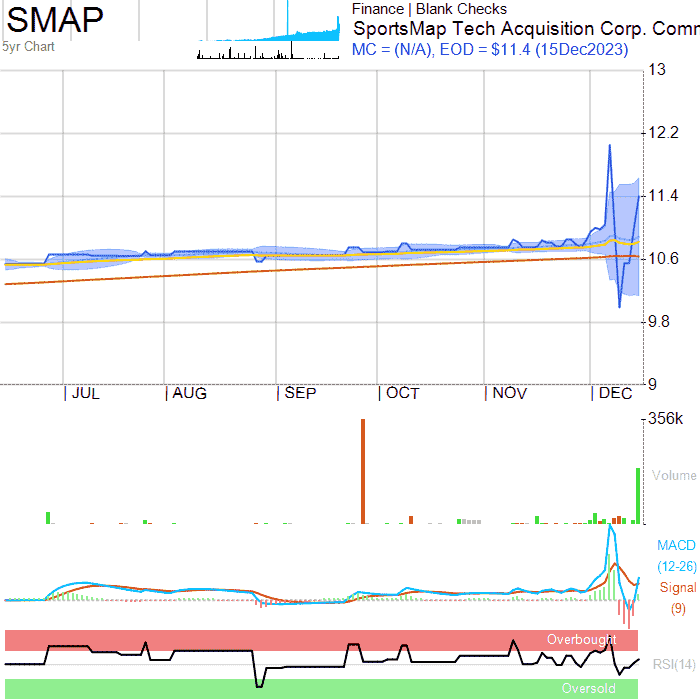 SMAP
5yr Chart
Finance | Blank Checks
SportsMap Tech Acquisition Corp. Comm
MC = (N/A), EOD = $11.4 (15Dec2023)
13
12.2
11.4
10.6
9.8
9
JUL AUG SEP OCT NOV DEC
356k
Volume
MACD
(12-26)
Signal
(9)
Overbought
RSI(14)
Oversold